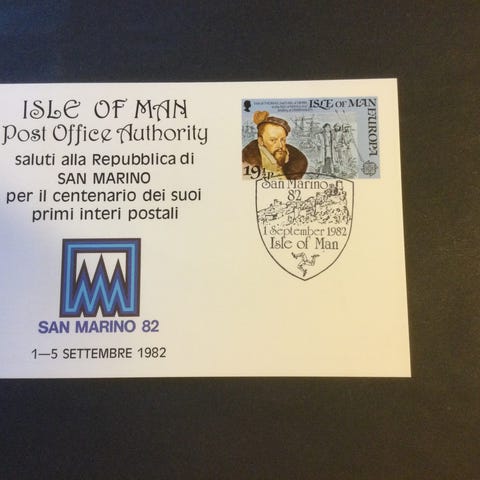 ISLE OF MAN
Post Office Authority
saluti alla Repubblica di
SAN MARINO
per il centenario dei suoi
primi interi postali
SAN MARINO 82
1—5 SETTEMBRE 1982
ISLE OF MAN
EUROPA
19½p
San Marino
82
1 September 1982
Isle of Man